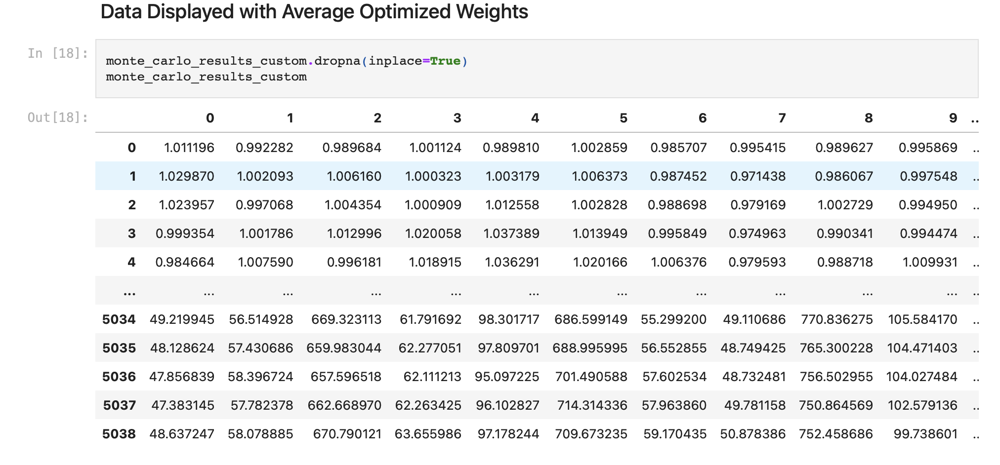 Data Displayed with Average Optimized Weights
In [18]:
monte_carlo_results_custom.dropna(inplace=True)
monte_carlo_results_custom
Out[18]:
0 1 2 3 4 5 6 7 8 9 ..
0 1.011196 0.992282 0.989684 1.001124 0.989810 1.002859 0.985707 0.995415 0.989627 0.995869 ..
1 1.029870 1.002093 1.006160 1.000323 1.003179 1.006373 0.987452 0.971438 0.986067 0.997548 ..
2 1.023957 0.997068 1.004354 1.000909 1.012558 1.002828 0.988698 0.979169 1.002729 0.994950 ..
3 0.999354 1.001786 1.012996 1.020058 1.037389 1.013949 0.995849 0.974963 0.990341 0.994474 ..
4 0.984664 1.007590 0.996181 1.018915 1.036291 1.020166 1.006376 0.979593 0.988718 1.009931 ..
... ... ... ... ... ... ... ... ... ... ... ..
5034 49.219945 56.514928 669.323113 61.791692 98.301717 686.599149 55.299200 49.110686 770.836275 105.584170 ..
5035 48.128624 57.430686 659.983044 62.277051 97.809701 688.995995 56.552855 48.749425 765.300228 104.471403 ..
5036 47.856839 58.396724 657.596518 62.111213 95.097225 701.490588 57.602534 48.732481 756.502955 104.027484 ..
5037 47.383145 57.782378 662.668970 62.263425 96.102827 714.314336 57.963860 49.781158 750.864569 102.579136 ..
5038 48.637247 58.078885 670.790121 63.655986 97.178244 709.673235 59.170435 50.878386 752.458686 99.738601 ..